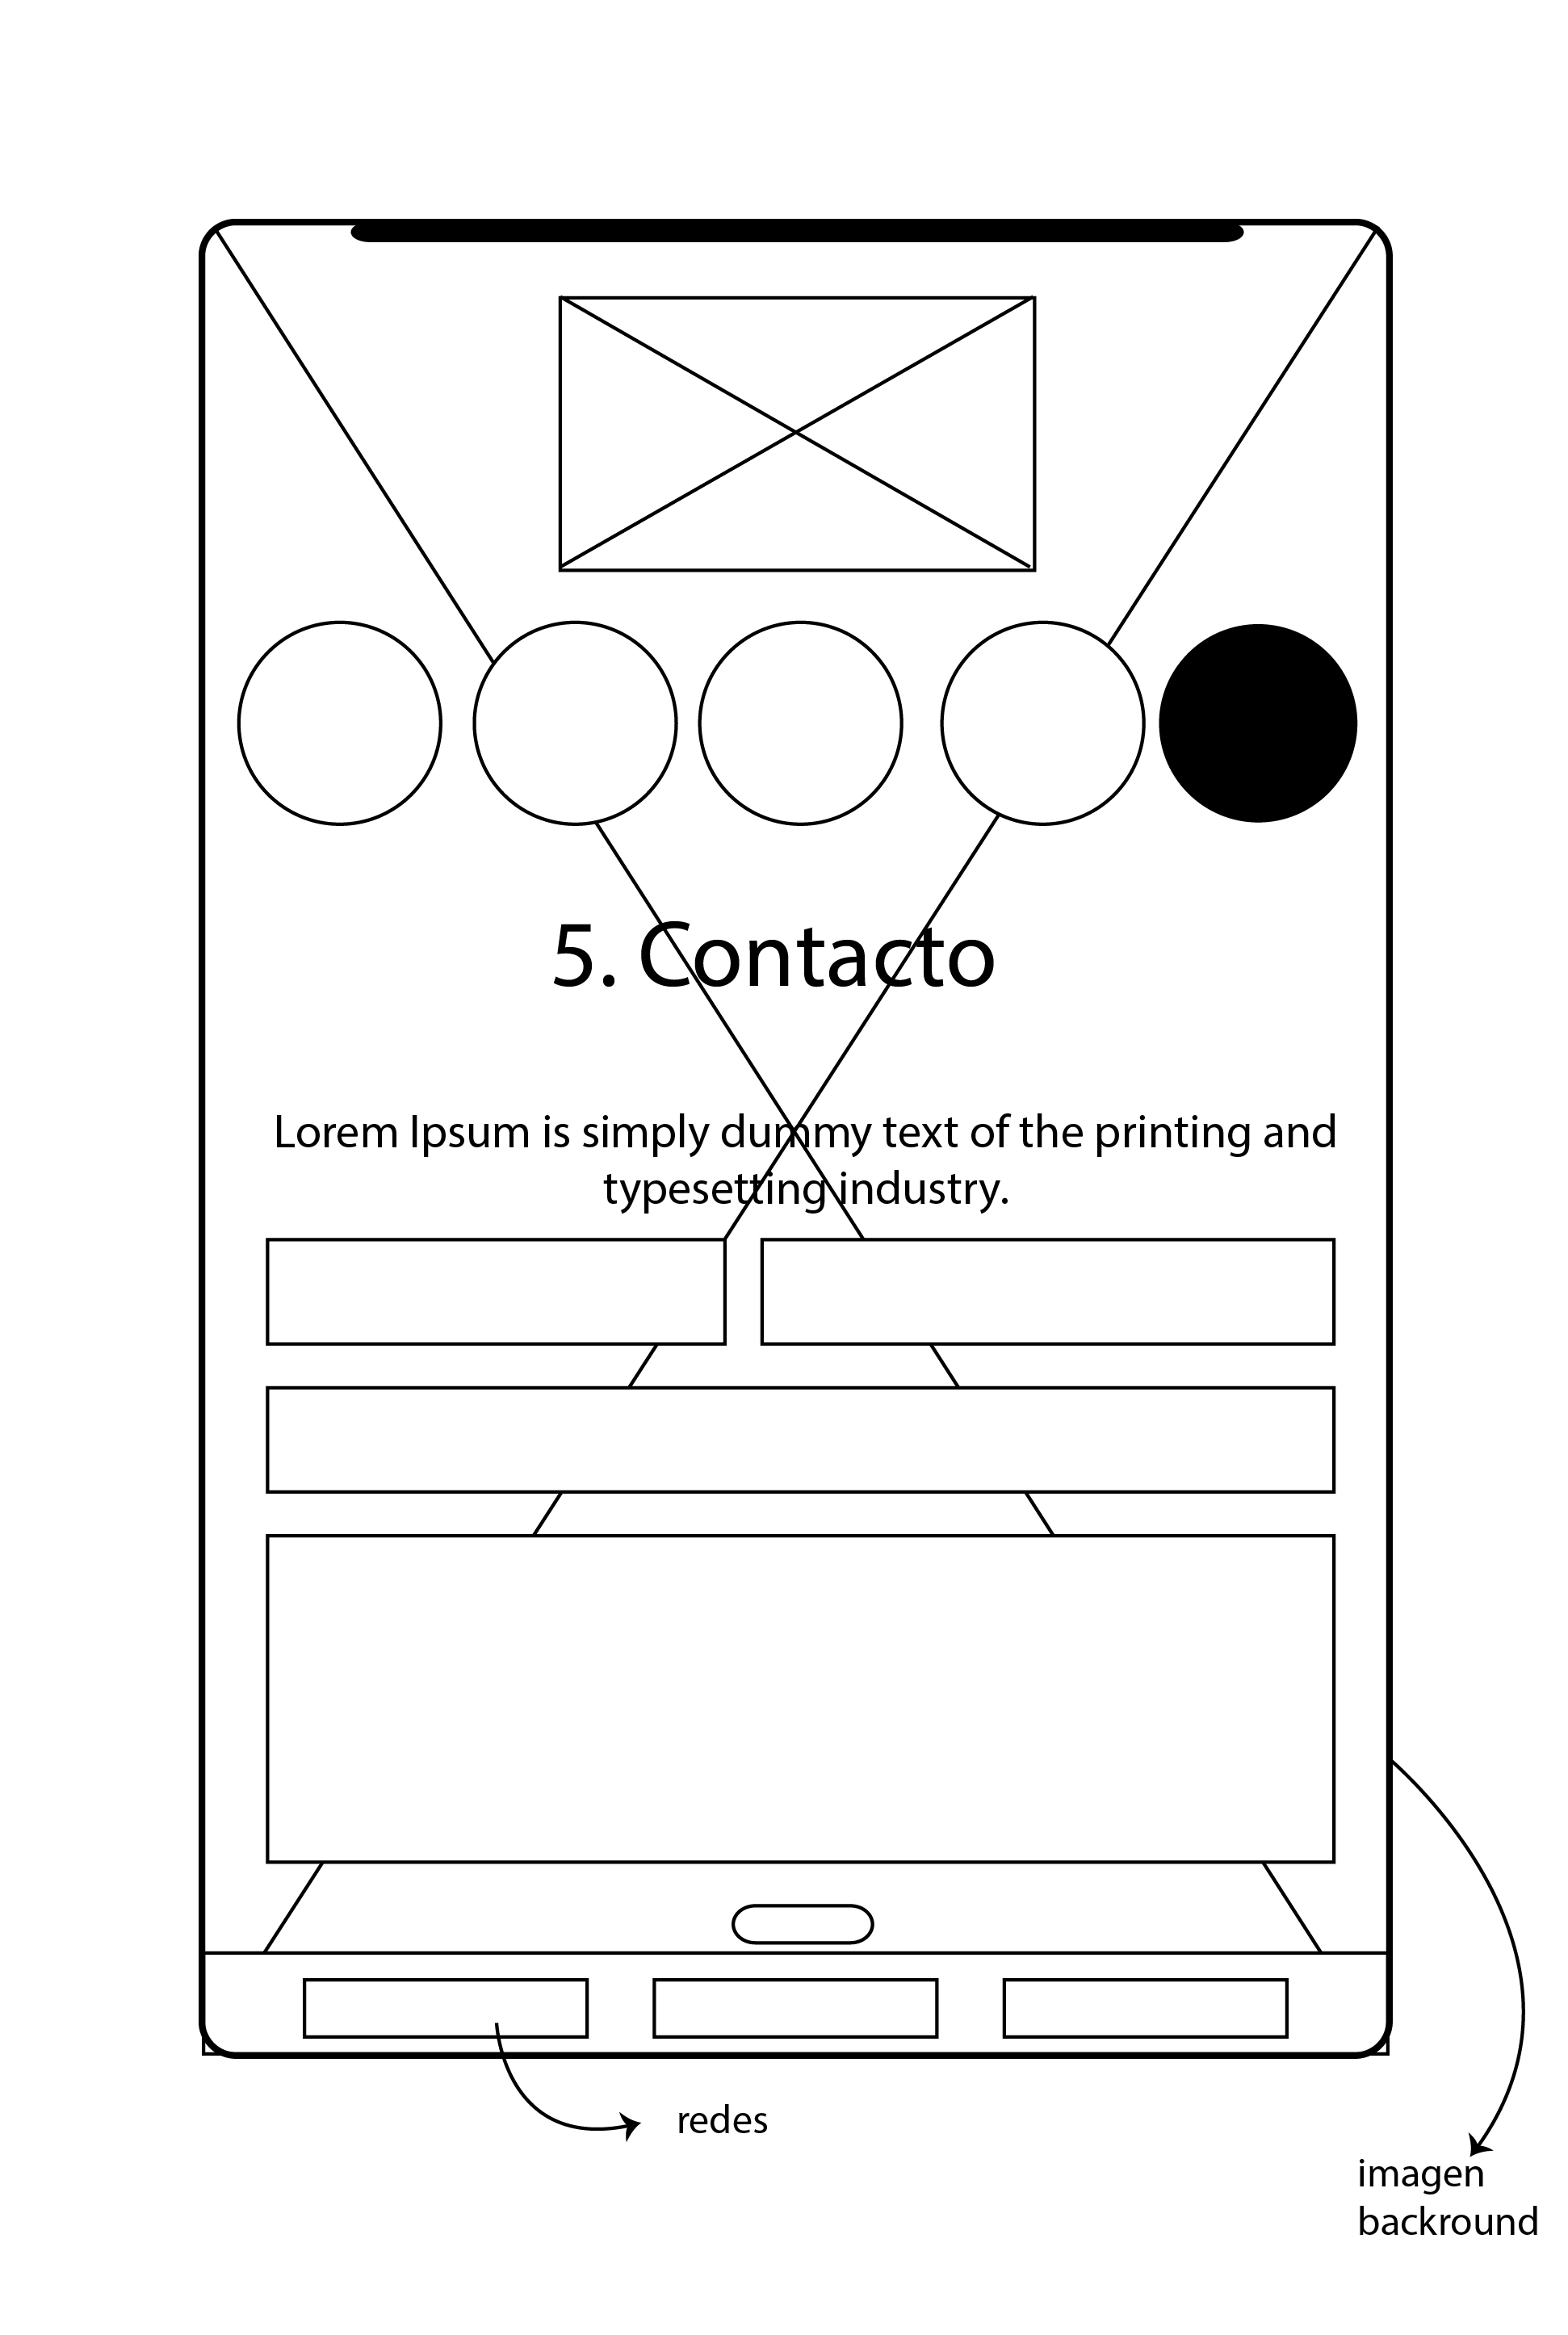 5. Contacto
Lorem Ipsum is simply dummy text of the printing and
typesetting industry.
redes
imagen
backround